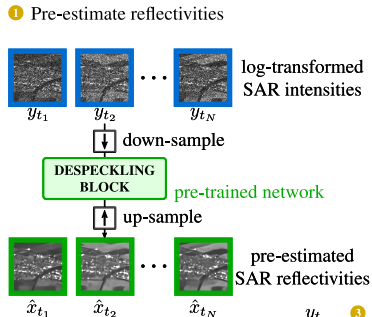 1 Pre-estimate reflectivities
log-transformed
SAR intensities
y_{t_1} y_{t_2} ··· y_{t_N}
down-sample
DESPECKLING
BLOCK
pre-trained network
up-sample
pre-estimated
SAR reflectivities
x̂_{t_1} x̂_{t_2} ··· x̂_{t_N}
y_t 3